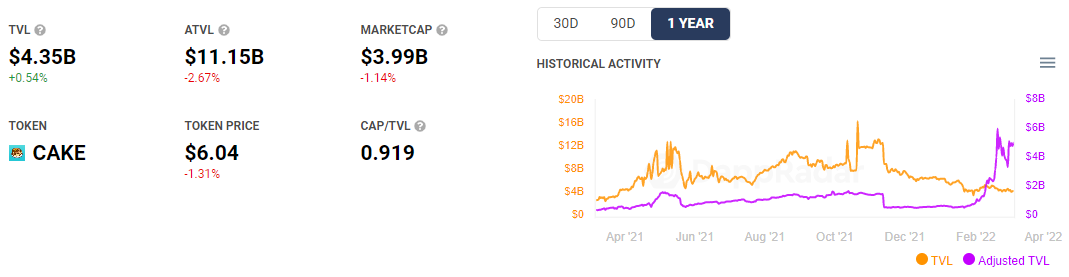 TVL ?
$4.35B
+0.54%
ATVL ?
$11.15B
-2.67%
MARKETCAP ?
$3.99B
-1.14%
TOKEN
CAKE
TOKEN PRICE
$6.04
-1.31%
CAP/TVL ?
0.919
30D 90D 1 YEAR
HISTORICAL ACTIVITY
$20B
$16B
$12B
$8B
$4B
$0
$8B
$6B
$4B
$2B
$0
Apr '21 Jun '21 Aug '21 Oct '21 Dec '21 Feb '22 Apr '22
TVL Adjusted TVL